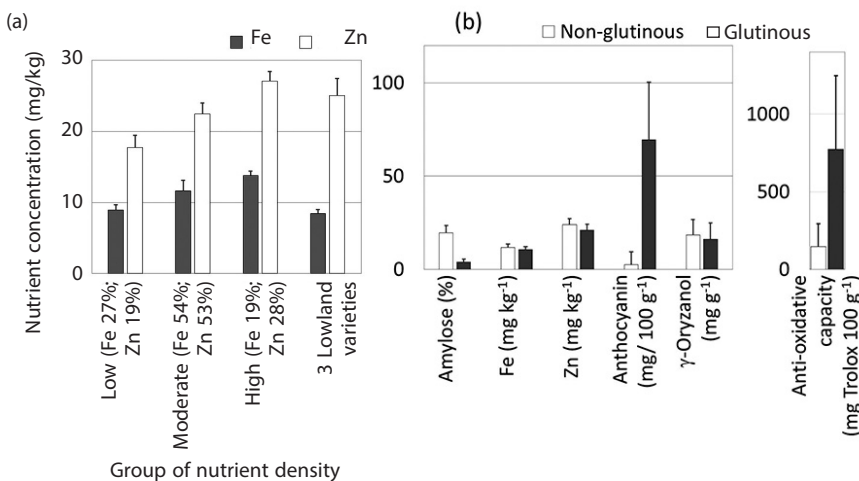 (a)
Fe
Zn
Nutrient concentration (mg/kg)
30
20
10
0
Low (Fe 27%;
Zn 19%)
Moderate (Fe 54%;
Zn 53%)
High (Fe 19%;
Zn 28%)
3 Lowland
varieties
Group of nutrient density
(b)
Non-glutinous
Glutinous
100
50
0
Amylose (%)
Fe (mg kg⁻¹)
Zn (mg kg⁻¹)
Anthocyanin
(mg/ 100 g⁻¹)
γ-Oryzanol
(mg g⁻¹)
1000
500
0
Anti-oxidative
capacity
(mg Trolox 100 g⁻¹)